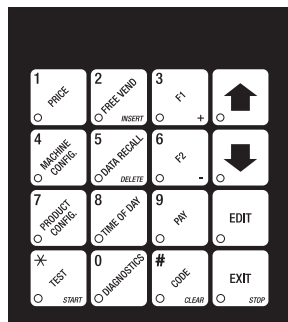 1 PRICE
2 FREE VEND INSERT
3 F1 +
4 MACHINE CONFIG.
5 DATA RECALL DELETE
6 F2 -
7 PRODUCT CONFIG.
8 TIME OF DAY
9 PAY
EDIT
* TEST START
0 DIAGNOSTICS
# CODE CLEAR
EXIT STOP